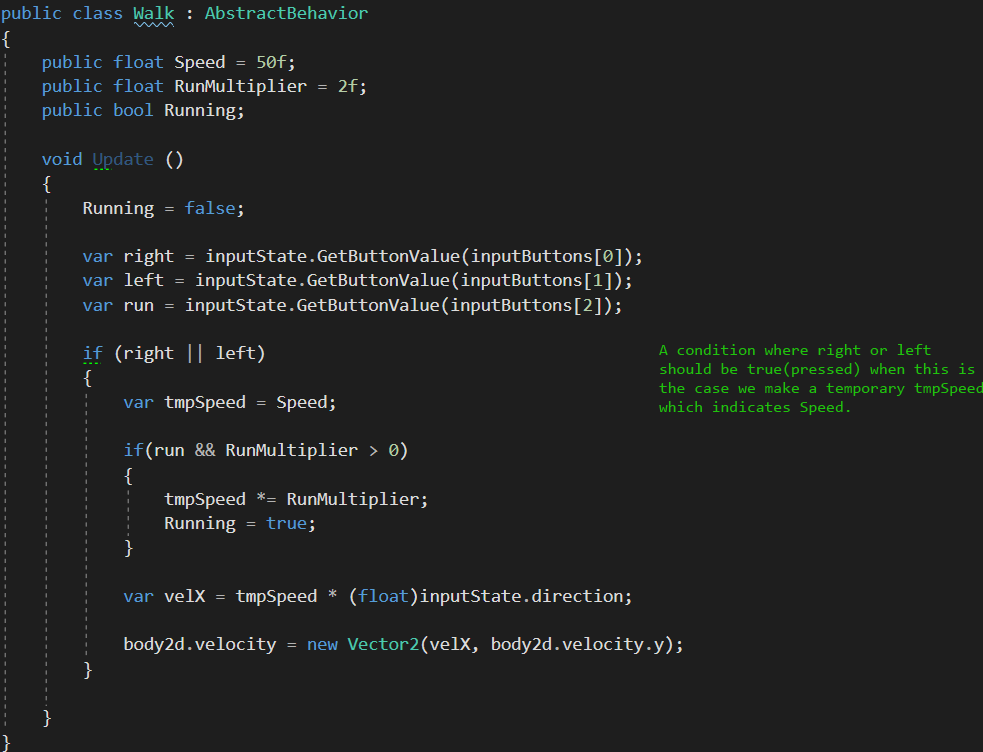 public class Walk : AbstractBehavior
{
    public float Speed = 50f;
    public float RunMultiplier = 2f;
    public bool Running;

    void Update ()
    {
        Running = false;

        var right = inputState.GetButtonValue(inputButtons[0]);
        var left = inputState.GetButtonValue(inputButtons[1]);
        var run = inputState.GetButtonValue(inputButtons[2]);

        if (right || left)
        {
            var tmpSpeed = Speed;

            if(run && RunMultiplier > 0)
            {
                tmpSpeed *= RunMultiplier;
                Running = true;
            }

            var velX = tmpSpeed * (float)inputState.direction;

            body2d.velocity = new Vector2(velX, body2d.velocity.y);
        }

    }
}
A condition where right or left
should be true(pressed) when this is
the case we make a temporary tmpSpeed
which indicates Speed.